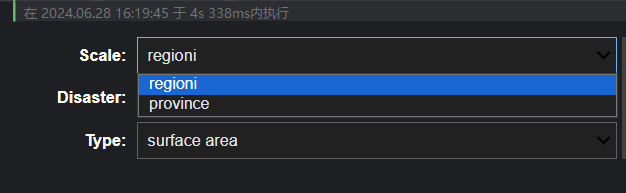 在 2024.06.28 16:19:45 于 4s 338ms内执行
Scale: regioni
regioni
Disaster: province
Type: surface area